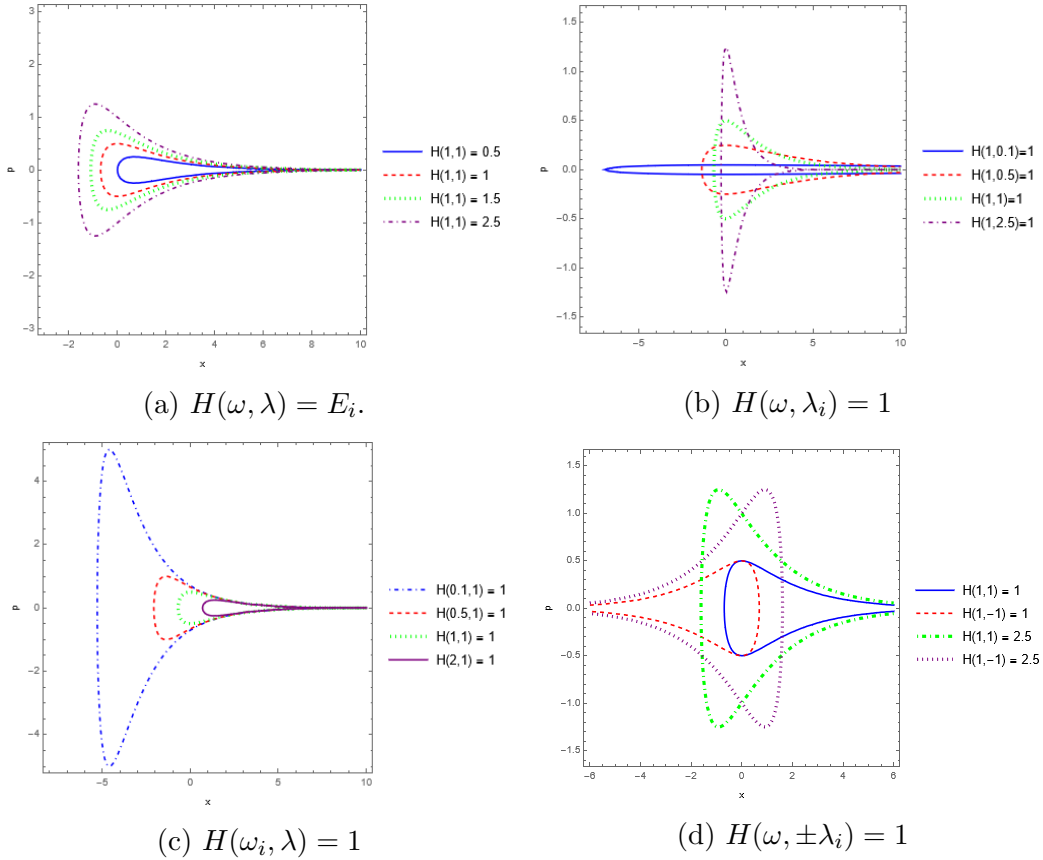 3
2
1
0
−1
−2
−3
P
−2
0
2
4
6
8
10
x
H(1,1) = 0.5
H(1,1) = 1
H(1,1) = 1.5
H(1,1) = 2.5
(a) H(ω, λ) = E_i.
1.5
1.0
0.5
0.0
−0.5
−1.0
−1.5
P
−5
0
5
10
x
H(1,0.1)=1
H(1,0.5)=1
H(1,1)=1
H(1,2.5)=1
(b) H(ω, λ_i) = 1
4
2
0
−2
−4
P
−5
0
5
10
x
H(0.1,1) = 1
H(0.5,1) = 1
H(1,1) = 1
H(2,1) = 1
(c) H(ω_i, λ) = 1
1.5
1.0
0.5
0.0
−0.5
−1.0
−1.5
P
−6
−4
−2
0
2
4
6
x
H(1,1) = 1
H(1,−1) = 1
H(1,1) = 2.5
H(1,−1) = 2.5
(d) H(ω, ±λ_i) = 1